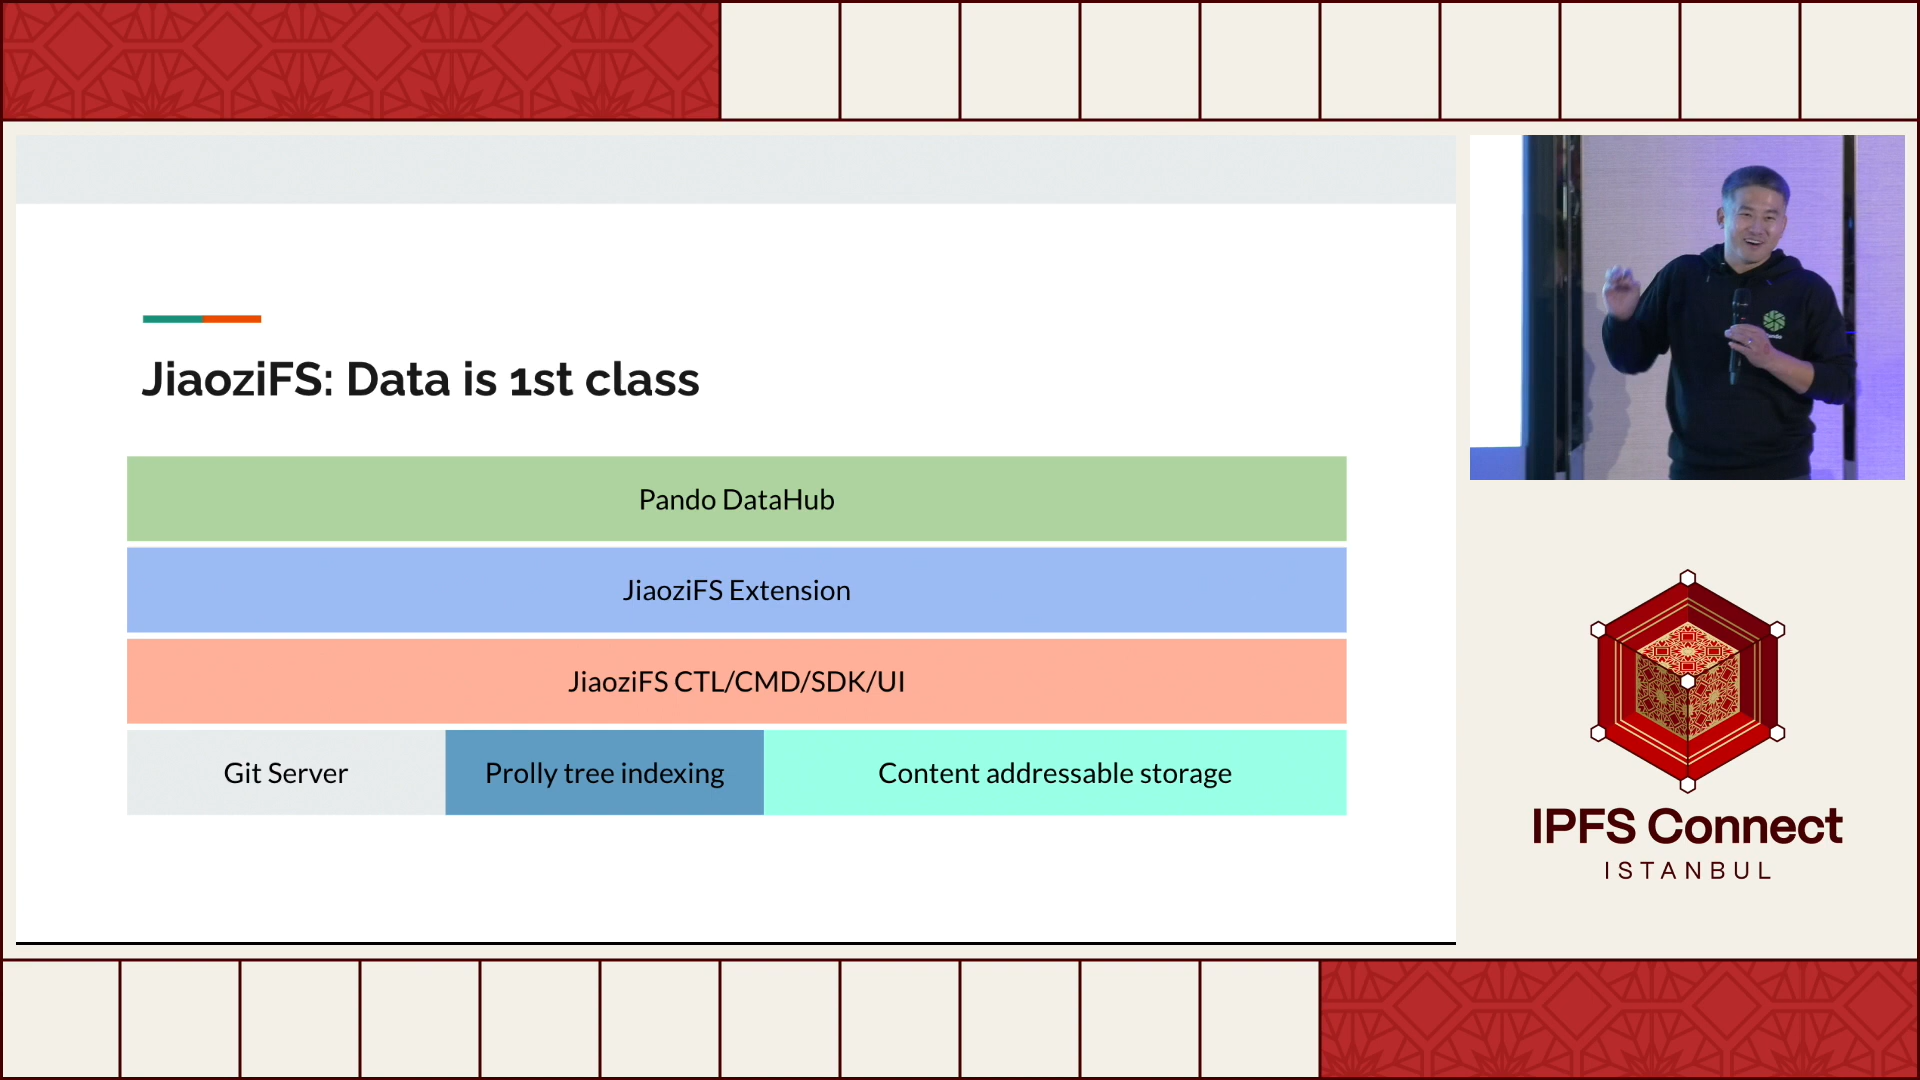 JiaoziFS: Data is 1st class
Pando DataHub
JiaoziFS Extension
JiaoziFS CTL/CMD/SDK/UI
Git Server
Prolly tree indexing
Content addressable storage
IPFS Connect
ISTANBUL